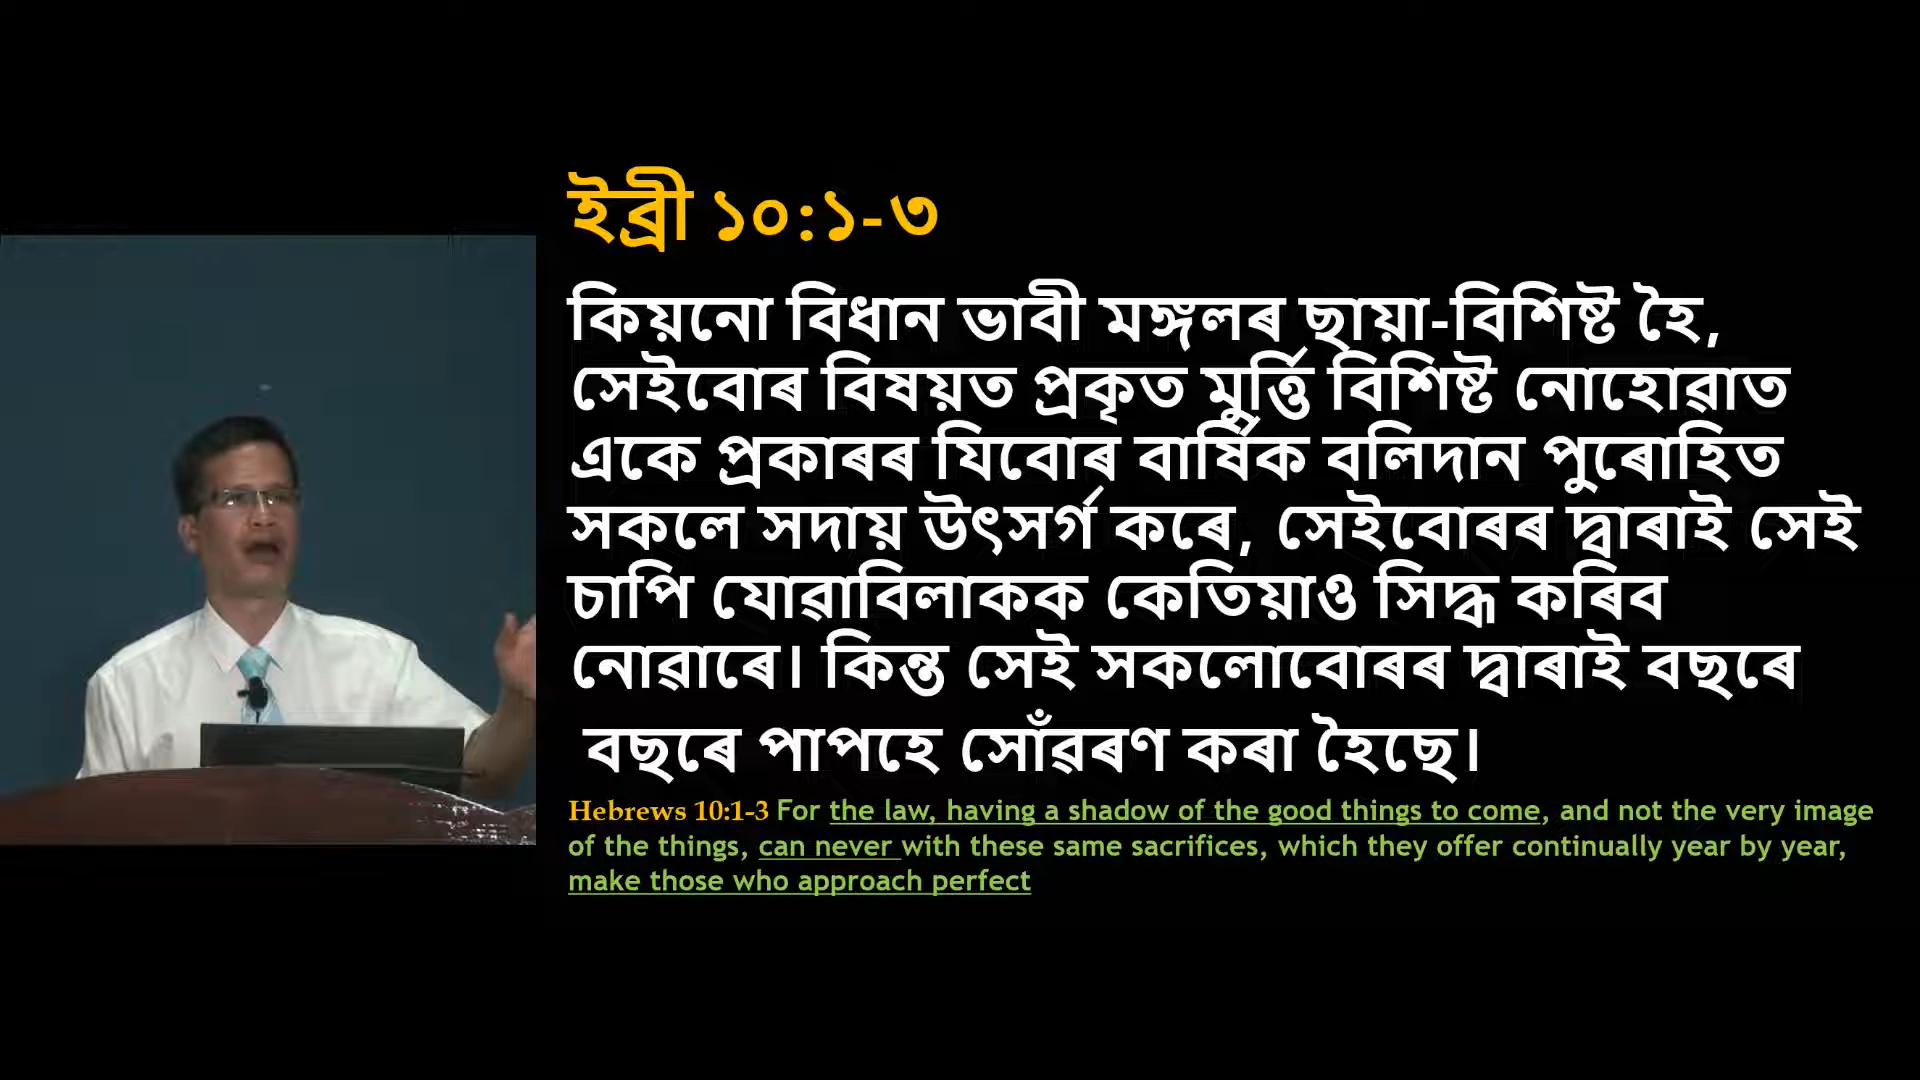 ইব্ৰী ১০:১-৩
কিয়নো বিধান ভাবী মঙ্গলৰ ছায়া-বিশিষ্ট হৈ,
সেইবোৰ বিষয়ত প্ৰকৃত মুৰ্ত্তি বিশিষ্ট নোহোৱাত
একে প্ৰকাৰৰ যিবোৰ বাৰ্ষিক বলিদান পুৰোহিত
সকলে সদায় উৎসৰ্গ কৰে, সেইবোৰৰ দ্বাৰাই সেই
চাপি যোৱাবিলাকক কেতিয়াও সিদ্ধ কৰিব
নোৱাৰে। কিন্ত সেই সকলোবোৰৰ দ্বাৰাই বছৰে
বছৰে পাপহে সোঁৱৰণ কৰা হৈছে।
Hebrews 10:1-3 For the law, having a shadow of the good things to come, and not the very image
of the things, can never with these same sacrifices, which they offer continually year by year,
make those who approach perfect